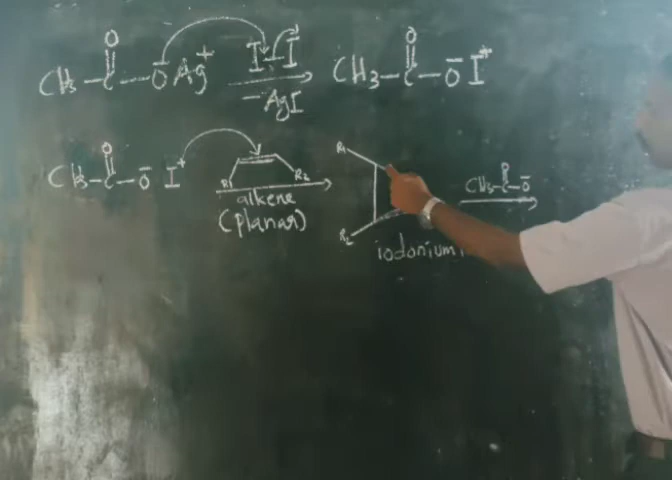 O O
CH3 – C – O⁻ Ag⁺ I–I CH3 – C – O⁻ I⁺
– AgI
O
CH3 – C – O⁻ I⁺ R1 R2 R1 CH3–C–O⁻ O
alkene R2
(planar) iodonium